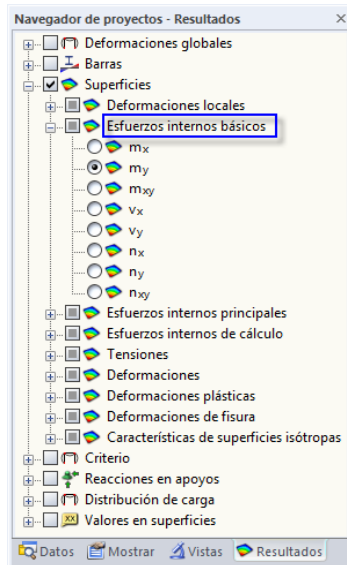 Navegador de proyectos - Resultados
Deformaciones globales
Barras
Superficies
Deformaciones locales
Esfuerzos internos básicos
mx
my
mxy
vx
vy
nx
ny
nxy
Esfuerzos internos principales
Esfuerzos internos de cálculo
Tensiones
Deformaciones
Deformaciones plásticas
Deformaciones de fisura
Características de superficies isótropas
Criterio
Reacciones en apoyos
Distribución de carga
xx Valores en superficies
Datos Mostrar Vistas Resultados